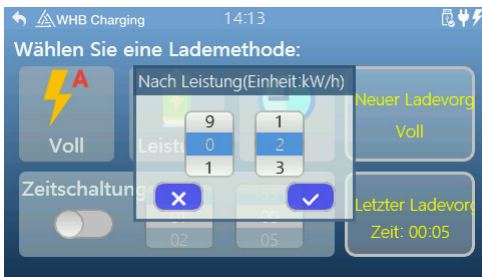 WHB Charging
14:13
Wählen Sie eine Lademethode:
A
Nach Leistung(Einheit:kW/h)
9 1
0 2
1 3
Voll
Leist
Neuer Ladevorg
Voll
Zeitschaltun
02 05
Letzter Ladevorg
Zeit: 00:05